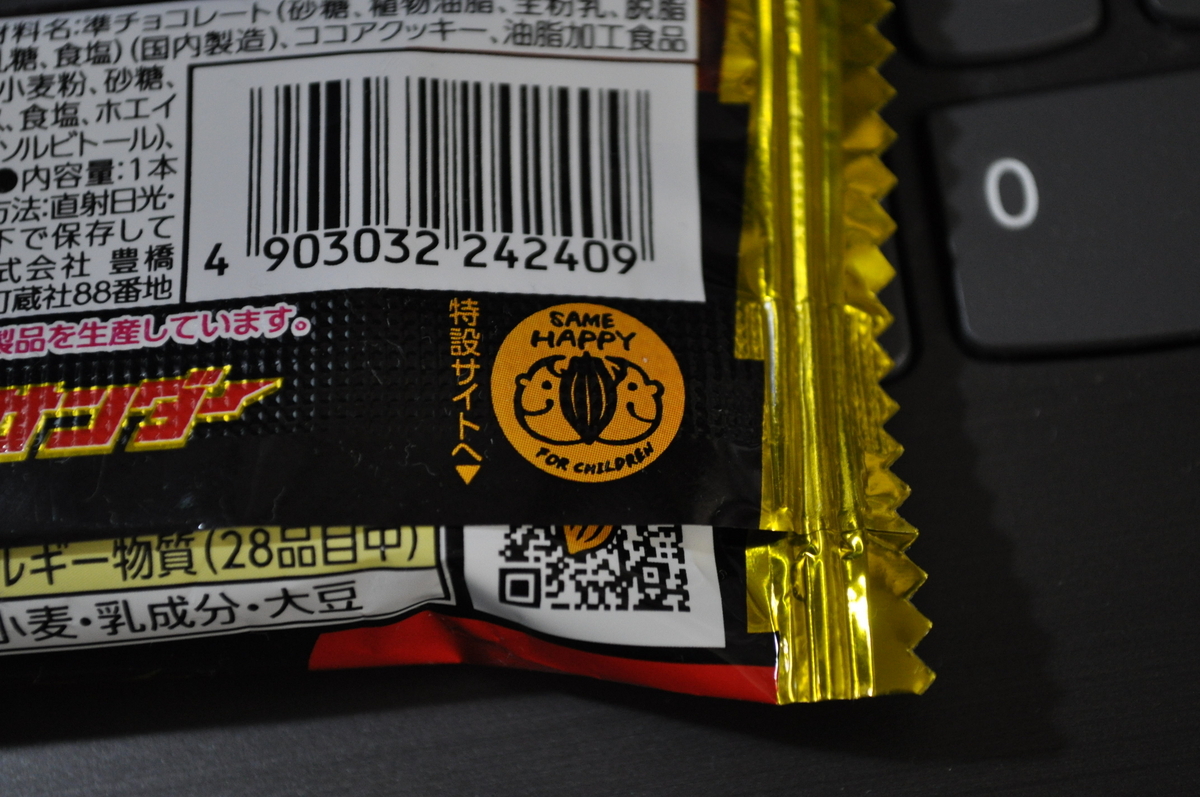 材料名:準チョコレート(砂糖、植物油脂、全粉乳、脱脂
乳糖、食塩)(国内製造)、ココアクッキー、油脂加工食品
小麦粉、砂糖、
、食塩、ホエイ
ソルビトール)、
●内容量:1本
方法:直射日光・
下で保存して
式会社 豊橋
町蔵社88番地
4 903032 242409
製品を生産しています。
サンダー
特設サイトへ▼
SAME
HAPPY
FOR CHILDREN
ルギー物質(28品目中)
小麦・乳成分・大豆
0